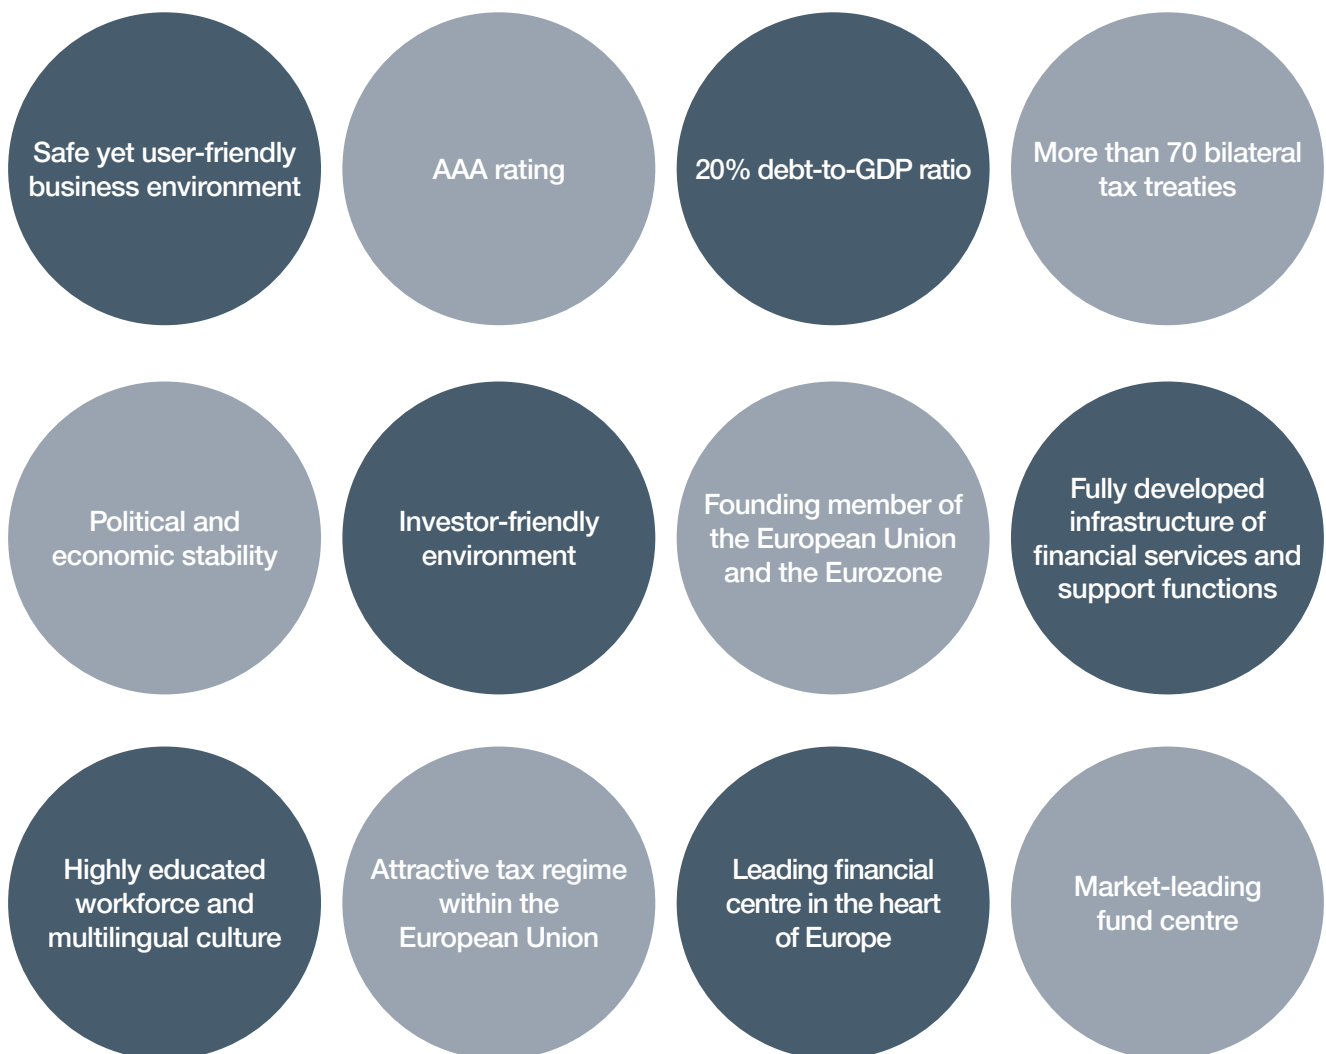 Safe yet user-friendly
business environment
AAA rating
20% debt-to-GDP ratio
More than 70 bilateral
tax treaties
Political and
economic stability
Investor-friendly
environment
Founding member of
the European Union
and the Eurozone
Fully developed
infrastructure of
financial services and
support functions
Highly educated
workforce and
multilingual culture
Attractive tax regime
within the
European Union
Leading financial
centre in the heart
of Europe
Market-leading
fund centre